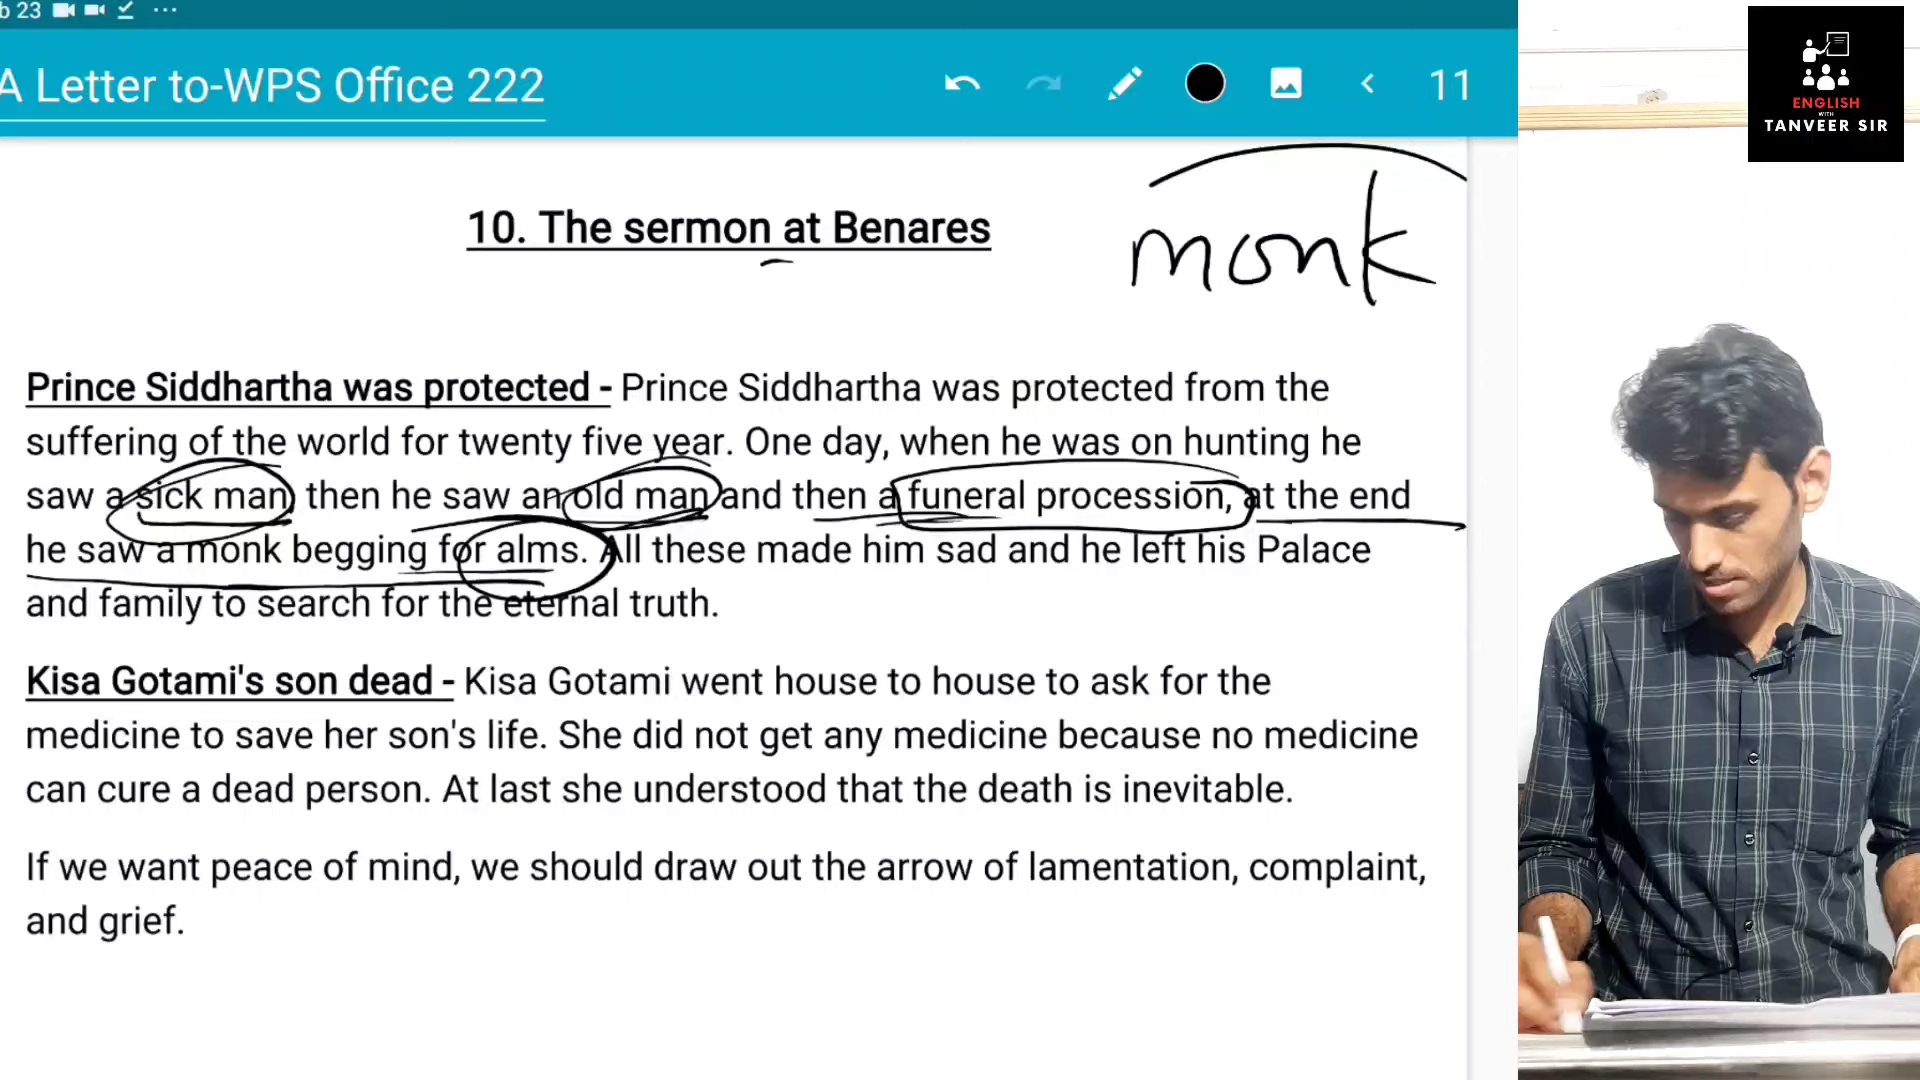 b 23
A Letter to-WPS Office 222
11
ENGLISH
WITH
TANVEER SIR
10. The sermon at Benares
monk
Prince Siddhartha was protected - Prince Siddhartha was protected from the
suffering of the world for twenty five year. One day, when he was on hunting he
saw a sick man, then he saw an old man and then a funeral procession, at the end
he saw a monk begging for alms. All these made him sad and he left his Palace
and family to search for the eternal truth.
Kisa Gotami's son dead - Kisa Gotami went house to house to ask for the
medicine to save her son's life. She did not get any medicine because no medicine
can cure a dead person. At last she understood that the death is inevitable.
If we want peace of mind, we should draw out the arrow of lamentation, complaint,
and grief.